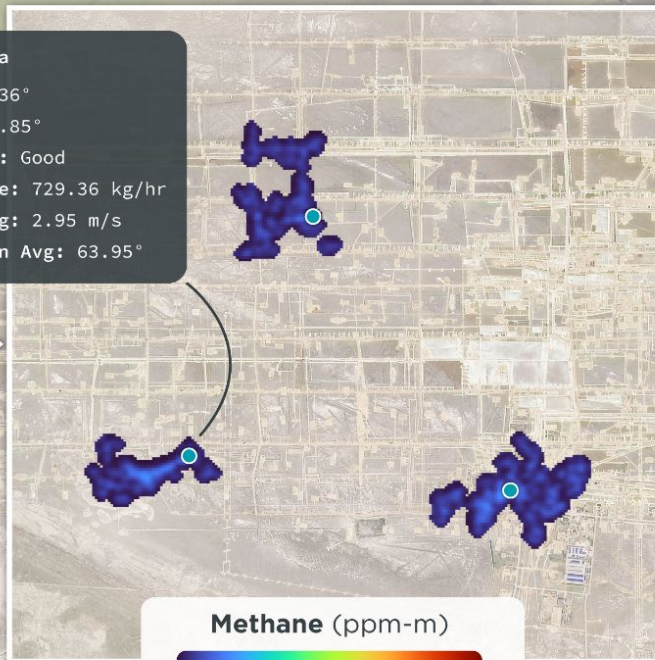 a
36°
.85°
: Good
e: 729.36 kg/hr
g: 2.95 m/s
n Avg: 63.95°
Methane (ppm-m)